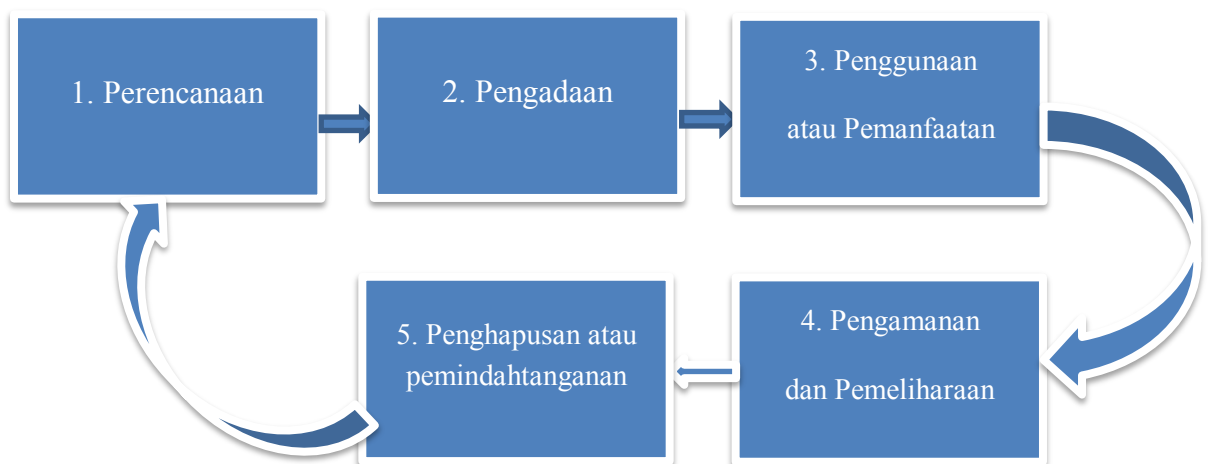 1. Perencanaan
2. Pengadaan
3. Penggunaan
atau Pemanfaatan
4. Pengamanan
dan Pemeliharaan
5. Penghapusan atau
pemindahtanganan